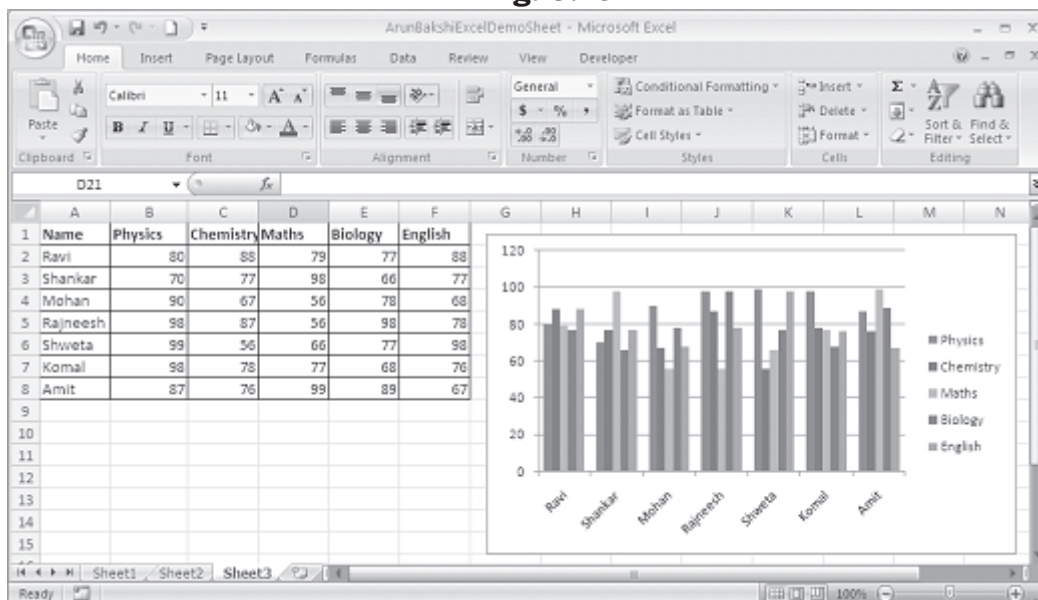 ArunBakshiExcelDemoSheet - Microsoft Excel
Home Insert Page Layout Formulas Data Review View Developer
Calibri 11 A A General Conditional Formatting Insert Σ
Paste B I U A $ % , Format as Table Delete Sort & Find &
Cell Styles Format Filter Select
Clipboard Font Alignment Number Styles Cells Editing
D21 fx
A B C D E F G H I J K L M N
1 Name Physics Chemistry Maths Biology English
2 Ravi 80 88 79 77 88
3 Shankar 70 77 98 66 77
4 Mohan 90 67 56 78 68
5 Rajneesh 98 87 56 98 78
6 Shweta 99 56 66 77 98
7 Komal 98 78 77 68 76
8 Amit 87 76 99 89 67
9
10
11
12
13
14
15
120
100
80
60
40
20
0
Ravi Shankar Mohan Rajneesh Shweta Komal Amit
Physics
Chemistry
Maths
Biology
English
Sheet1 Sheet2 Sheet3
Ready 100%